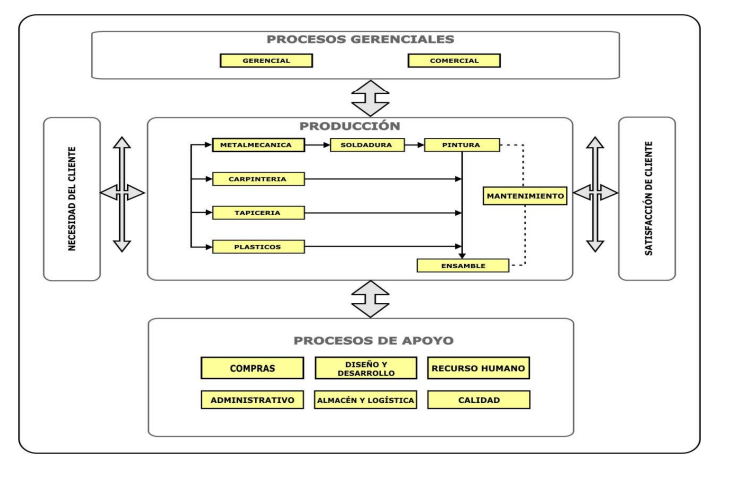 PROCESOS GERENCIALES
GERENCIAL
COMERCIAL
NECESIDAD DEL CLIENTE
PRODUCCIÓN
METALMECANICA
SOLDADURA
PINTURA
CARPINTERIA
MANTENIMIENTO
TAPICERIA
PLASTICOS
ENSAMBLE
SATISFACCIÓN DE CLIENTE
PROCESOS DE APOYO
COMPRAS
DISEÑO Y
DESARROLLO
RECURSO HUMANO
ADMINISTRATIVO
ALMACÉN Y LOGÍSTICA
CALIDAD